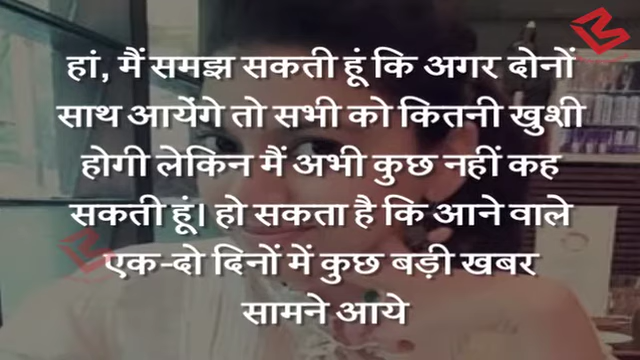 हां, मैं समझ सकती हूं कि अगर दोनों
साथ आयेंगे तो सभी को कितनी खुशी
होगी लेकिन मैं अभी कुछ नहीं कह
सकती हूं। हो सकता है कि आने वाले
एक-दो दिनों में कुछ बड़ी खबर
सामने आये